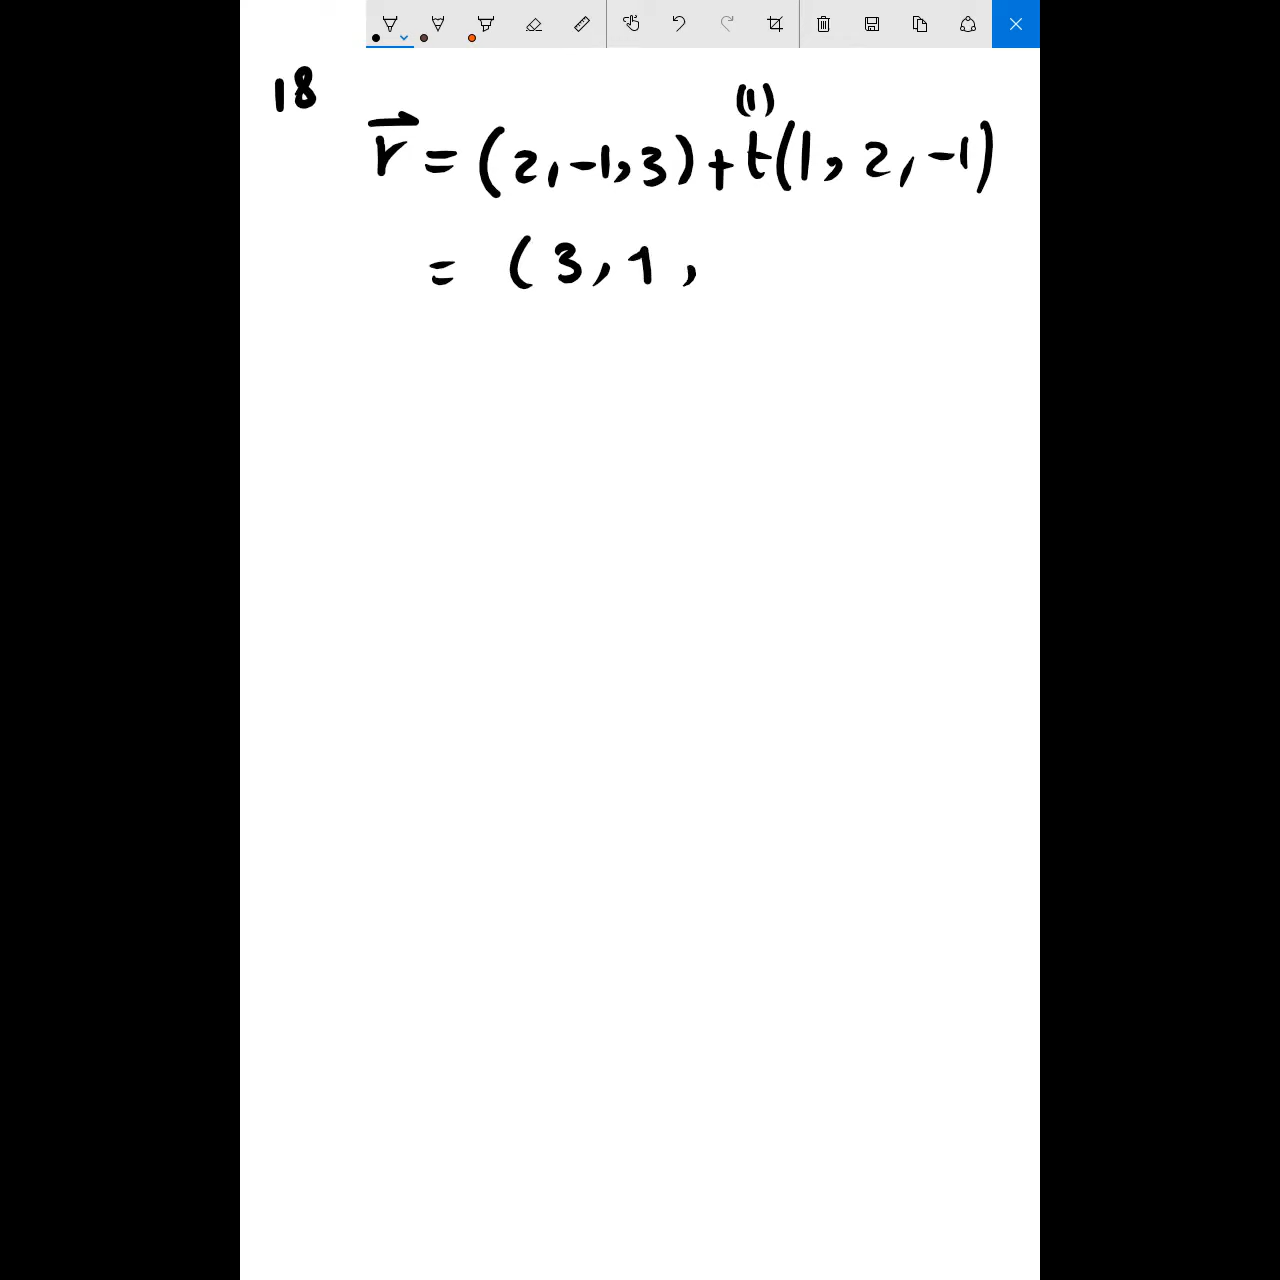 18
(1)
r⃗ = (2, -1, 3) + t(1, 2, -1)
= (3, 1,